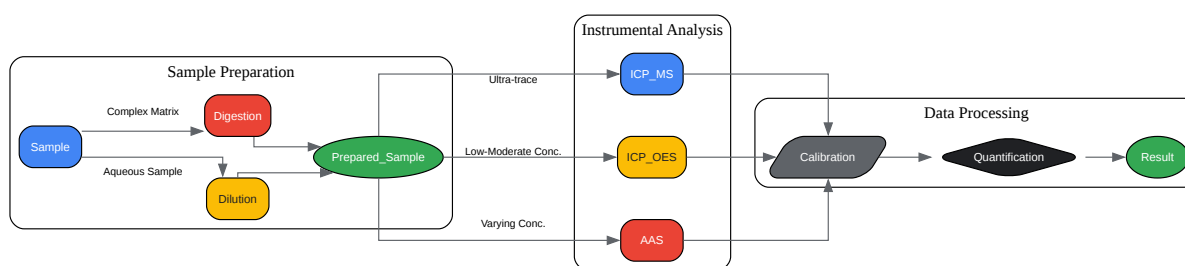 Sample Preparation
Sample
Complex Matrix
Aqueous Sample
Digestion
Dilution
Prepared_Sample
Ultra-trace
Low-Moderate Conc.
Varying Conc.
Instrumental Analysis
ICP_MS
ICP_OES
AAS
Data Processing
Calibration
Quantification
Result